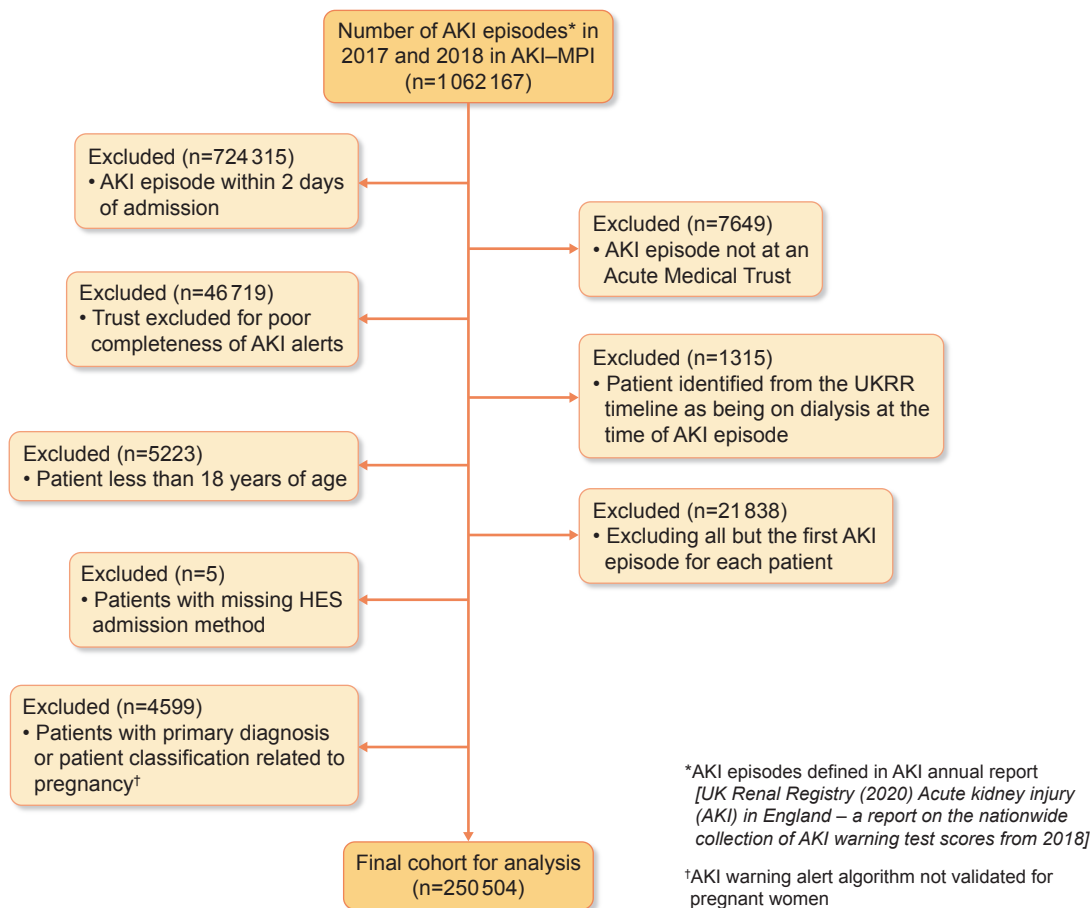 Number of AKI episodes* in
2017 and 2018 in AKI–MPI
(n=1 062 167)
Excluded (n=724 315)
• AKI episode within 2 days
of admission
Excluded (n=7649)
• AKI episode not at an
Acute Medical Trust
Excluded (n=46 719)
• Trust excluded for poor
completeness of AKI alerts
Excluded (n=1315)
• Patient identified from the UKRR
timeline as being on dialysis at the
time of AKI episode
Excluded (n=5223)
• Patient less than 18 years of age
Excluded (n=21 838)
• Excluding all but the first AKI
episode for each patient
Excluded (n=5)
• Patients with missing HES
admission method
Excluded (n=4599)
• Patients with primary diagnosis
or patient classification related to
pregnancy†
Final cohort for analysis
(n=250 504)
*AKI episodes defined in AKI annual report
[UK Renal Registry (2020) Acute kidney injury
(AKI) in England – a report on the nationwide
collection of AKI warning test scores from 2018]
†AKI warning alert algorithm not validated for
pregnant women